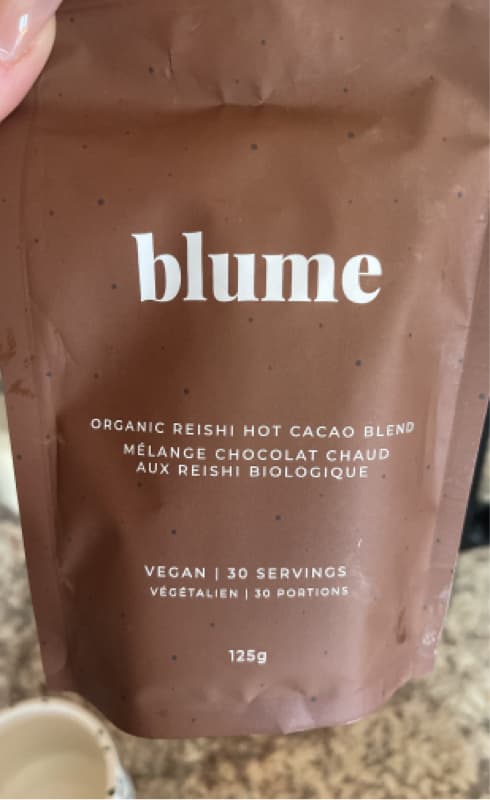 blume
ORGANIC REISHI HOT CACAO BLEND
MÉLANGE CHOCOLAT CHAUD
AUX REISHI BIOLOGIQUE
VEGAN | 30 SERVINGS
VÉGÉTALIEN | 30 PORTIONS
125g